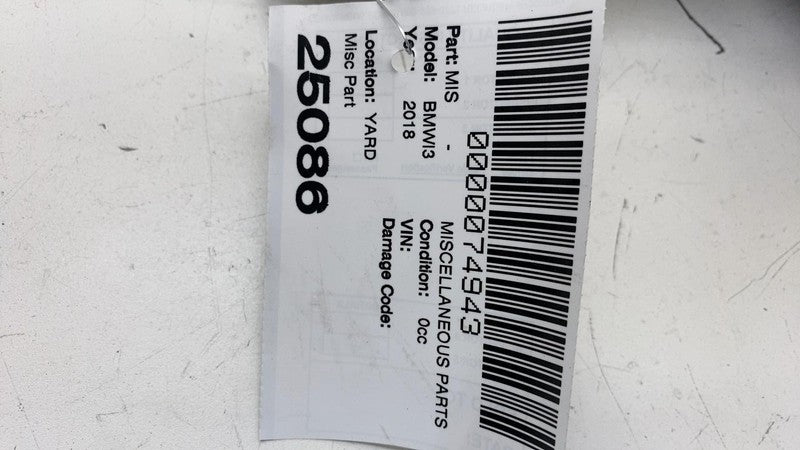 0000074943
Part: MIS - MISCELLANEOUS PARTS
Model: BMWI3 Condition: 0cc
Year: 2018 VIN:
Damage Code:
Location: YARD
Misc Part
25086